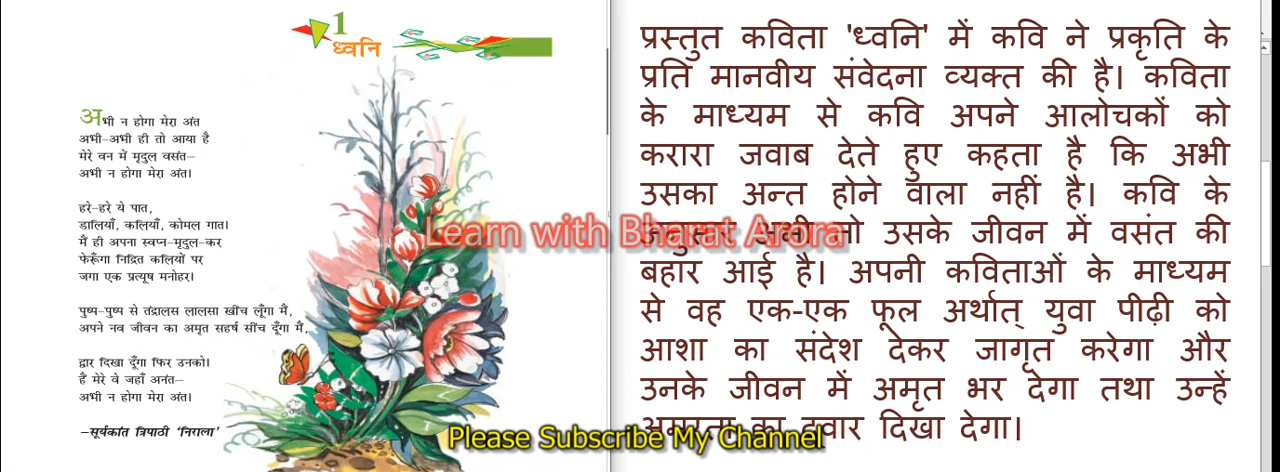 1
ध्वनि
अभी न होगा मेरा अंत
अभी-अभी ही तो आया है
मेरे वन में मृदुल वसंत–
अभी न होगा मेरा अंत।
हरे-हरे ये पात,
डालियाँ, कलियाँ, कोमल गात।
मैं ही अपना स्वप्न-मृदुल-कर
फेरूँगा निद्रित कलियों पर
जगा एक प्रत्यूष मनोहर।
पुष्प-पुष्प से तंद्रालस लालसा खींच लूँगा मैं,
अपने नव जीवन का अमृत सहर्ष सींच दूँगा मैं,
द्वार दिखा दूँगा फिर उनको।
हैं मेरे वे जहाँ अनंत–
अभी न होगा मेरा अंत।
–सूर्यकांत त्रिपाठी ‘निराला’
प्रस्तुत कविता 'ध्वनि' में कवि ने प्रकृति के
प्रति मानवीय संवेदना व्यक्त की है। कविता
के माध्यम से कवि अपने आलोचकों को
करारा जवाब देते हुए कहता है कि अभी
उसका अन्त होने वाला नहीं है। कवि के
अनुसार अभी तो उसके जीवन में वसंत की
बहार आई है। अपनी कविताओं के माध्यम
से वह एक-एक फूल अर्थात् युवा पीढ़ी को
आशा का संदेश देकर जागृत करेगा और
उनके जीवन में अमृत भर देगा तथा उन्हें
अमरता का द्वार दिखा देगा।
Learn with Bharat Arora
Please Subscribe My Channel